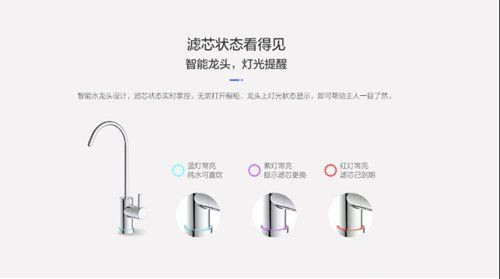 滤芯状态看得见
智能龙头，灯光提醒
智能水龙头设计，滤芯状态实时掌控，无需打开橱柜，龙头上灯光状态显示，即可帮助主人一目了然。
蓝灯常亮
纯水可直饮
紫灯常亮
提示滤芯更换
红灯常亮
滤芯已到期